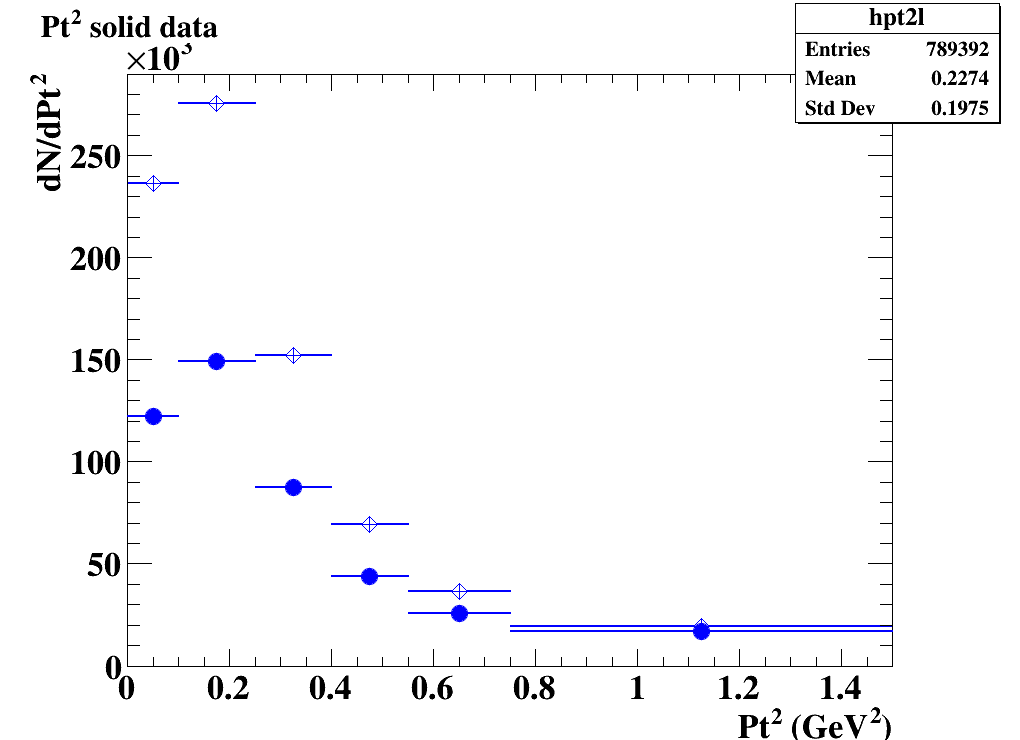 Pt² solid data
×10³
hpt2l
Entries 789392
Mean 0.2274
Std Dev 0.1975
dN/dPt²
250
200
150
100
50
0
0 0.2 0.4 0.6 0.8 1 1.2 1.4
Pt² (GeV²)